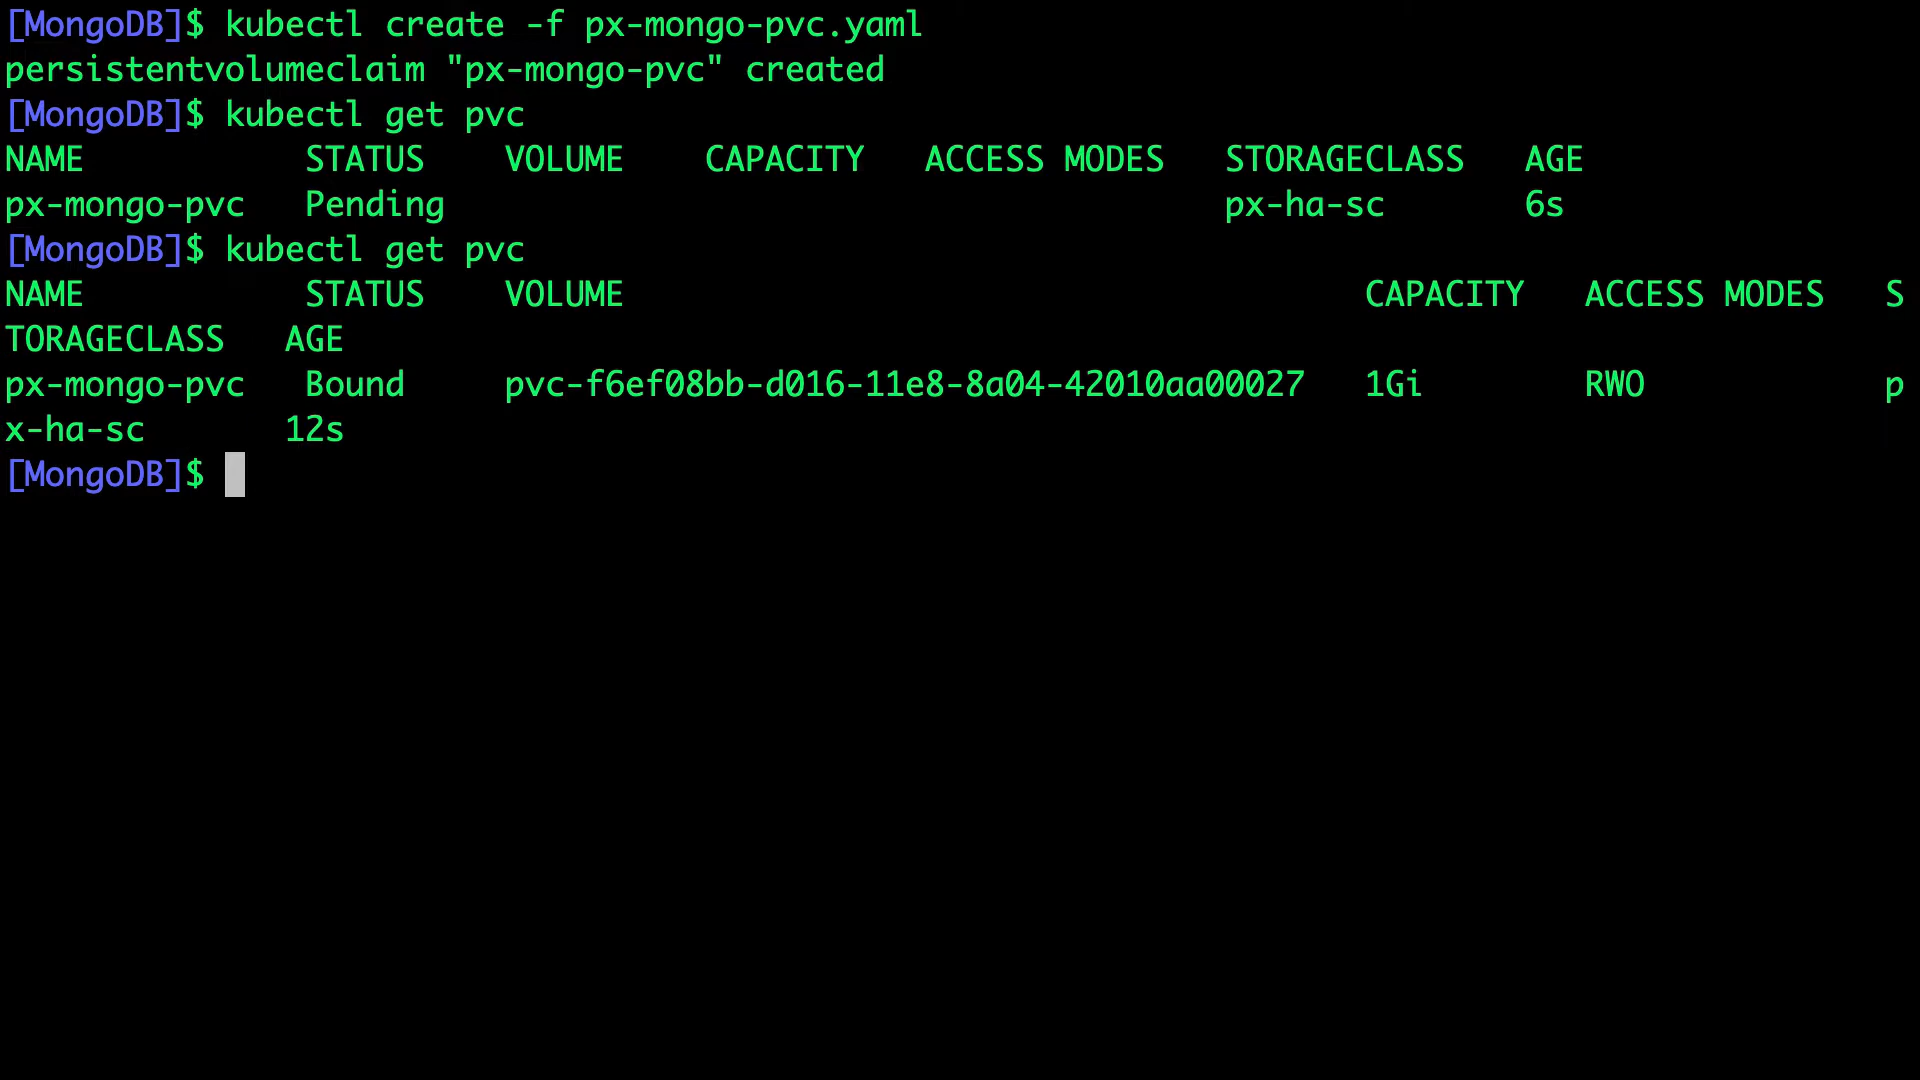 [MongoDB]$ kubectl create -f px-mongo-pvc.yaml
persistentvolumeclaim "px-mongo-pvc" created
[MongoDB]$ kubectl get pvc
NAME           STATUS    VOLUME    CAPACITY   ACCESS MODES   STORAGECLASS   AGE
px-mongo-pvc   Pending                                       px-ha-sc       6s
[MongoDB]$ kubectl get pvc
NAME           STATUS    VOLUME                                     CAPACITY   ACCESS MODES   S
TORAGECLASS   AGE
px-mongo-pvc   Bound     pvc-f6ef08bb-d016-11e8-8a04-42010aa00027   1Gi        RWO            p
x-ha-sc       12s
[MongoDB]$